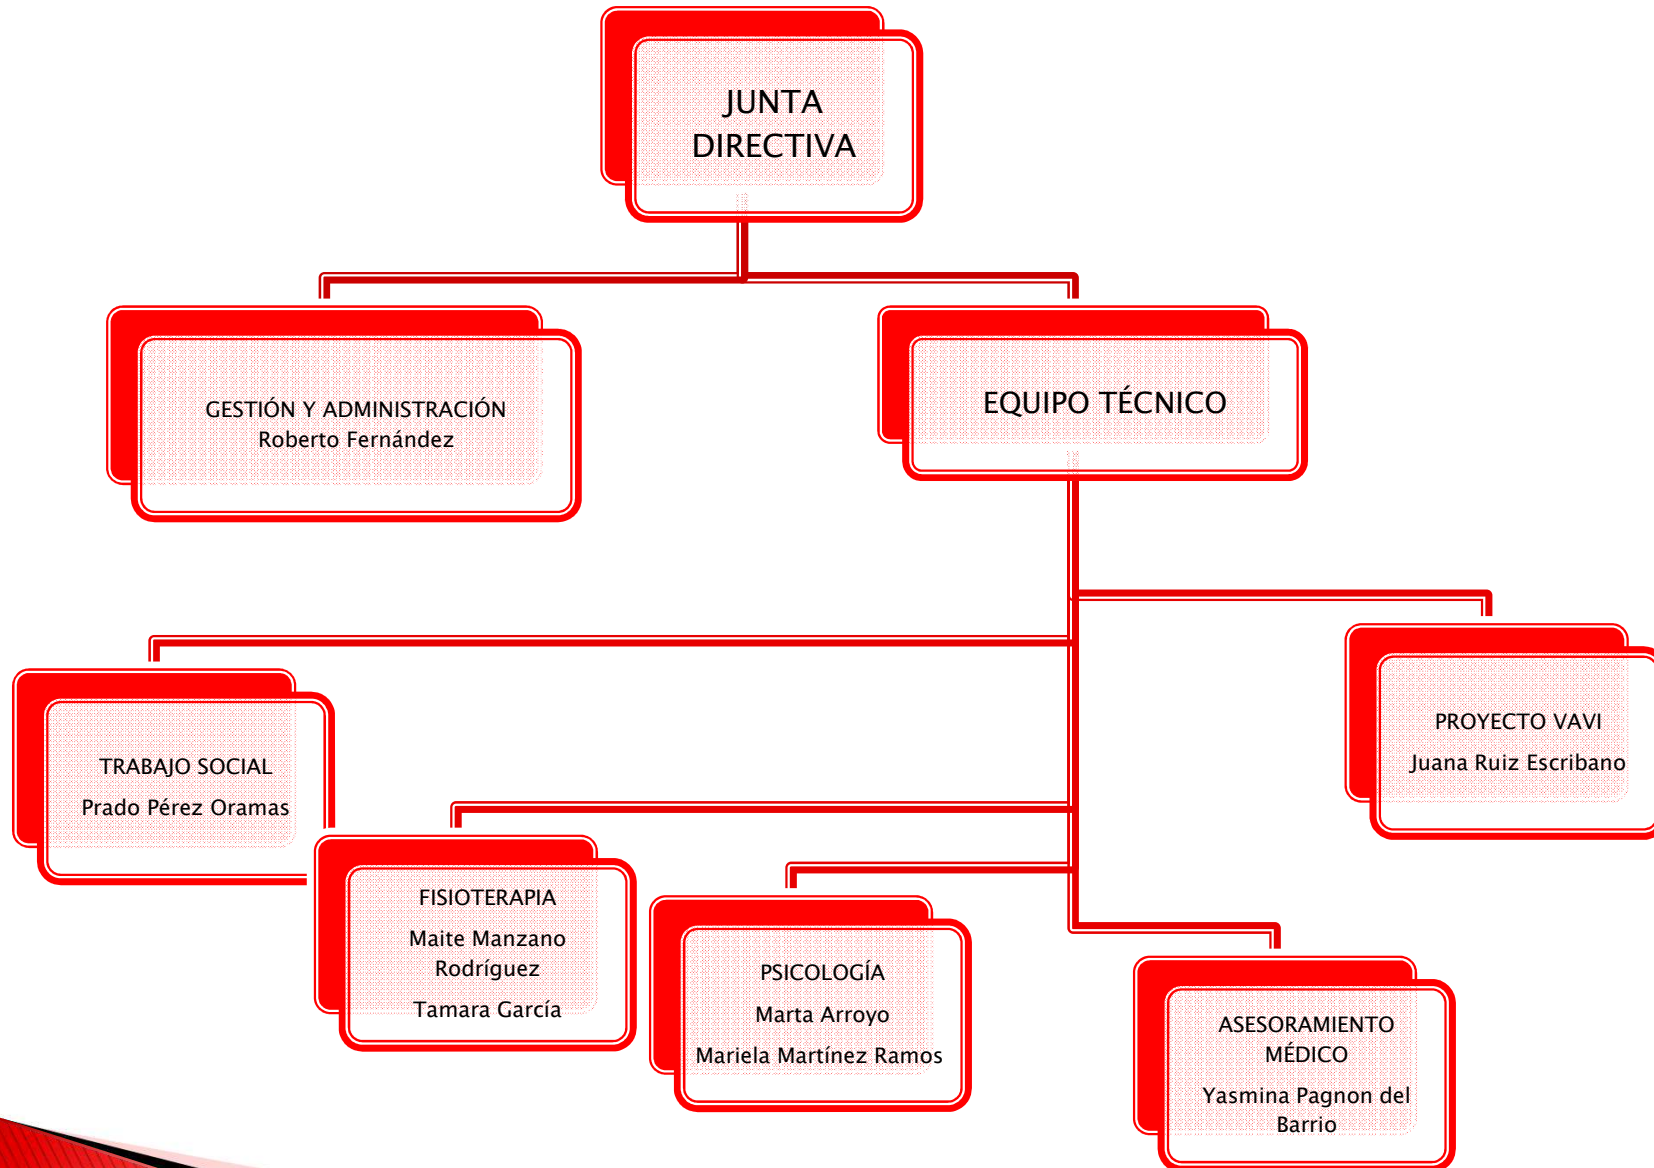 JUNTA
DIRECTIVA
GESTIÓN Y ADMINISTRACIÓN
Roberto Fernández
EQUIPO TÉCNICO
TRABAJO SOCIAL
Prado Pérez Oramas
FISIOTERAPIA
Maite Manzano
Rodríguez
Tamara García
PSICOLOGÍA
Marta Arroyo
Mariela Martínez Ramos
ASESORAMIENTO
MÉDICO
Yasmina Pagnon del
Barrio
PROYECTO VAVI
Juana Ruiz Escribano